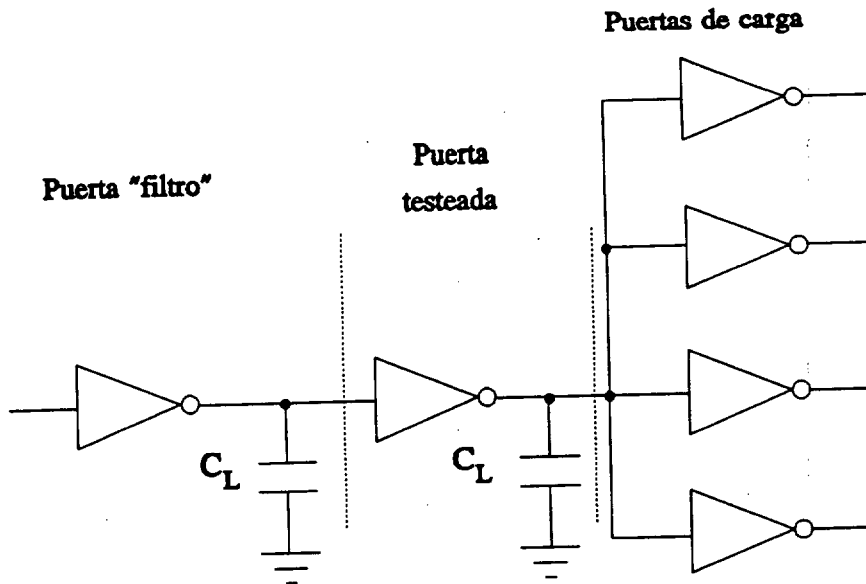 Puertas de carga
Puerta
testeada
Puerta "filtro"
C_L
C_L